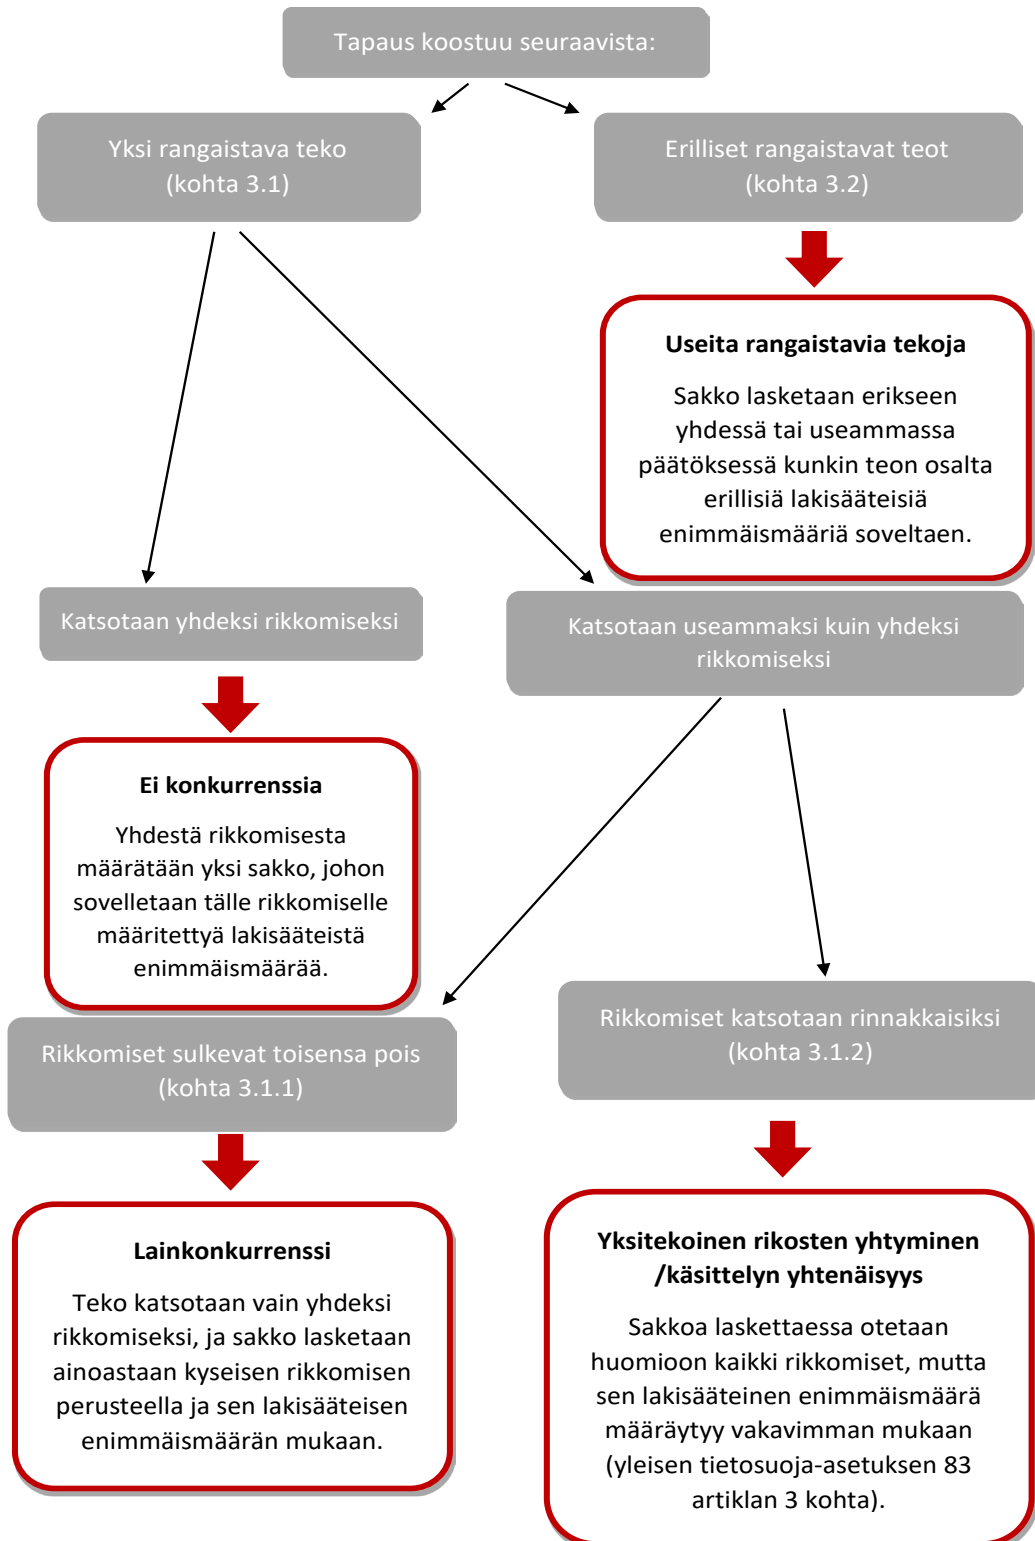 Tapaus koostuu seuraavista:
Yksi rangaistava teko
(kohta 3.1)
Erilliset rangaistavat teot
(kohta 3.2)
Useita rangaistavia tekoja
Sakko lasketaan erikseen
yhdessä tai useammassa
päätöksessä kunkin teon osalta
erillisiä lakisääteisiä
enimmäismääriä soveltaen.
Katsotaan yhdeksi rikkomiseksi
Katsotaan useammaksi kuin yhdeksi
rikkomiseksi
Ei konkurrenssia
Yhdestä rikkomisesta
määrätään yksi sakko, johon
sovelletaan tälle rikkomiselle
määritettyä lakisääteistä
enimmäismäärää.
Rikkomiset sulkevat toisensa pois
(kohta 3.1.1)
Rikkomiset katsotaan rinnakkaisiksi
(kohta 3.1.2)
Lainkonkurrenssi
Teko katsotaan vain yhdeksi
rikkomiseksi, ja sakko lasketaan
ainoastaan kyseisen rikkomisen
perusteella ja sen lakisääteisen
enimmäismäärän mukaan.
Yksitekoinen rikosten yhtyminen
/käsittelyn yhtenäisyys
Sakkoa laskettaessa otetaan
huomioon kaikki rikkomiset, mutta
sen lakisääteinen enimmäismäärä
määräytyy vakavimman mukaan
(yleisen tietosuoja-asetuksen 83
artiklan 3 kohta).